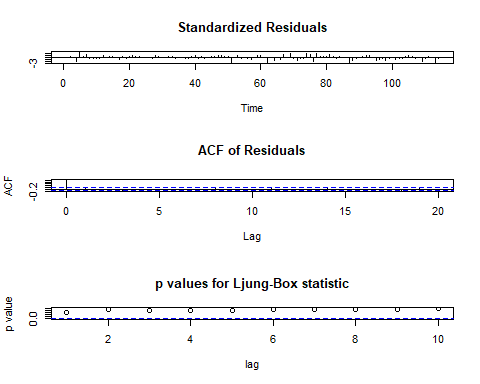 Standardized Residuals
-3
0 20 40 60 80 100
Time
ACF of Residuals
ACF
-0.2
0 5 10 15 20
Lag
p values for Ljung-Box statistic
p value
0.0
2 4 6 8 10
lag